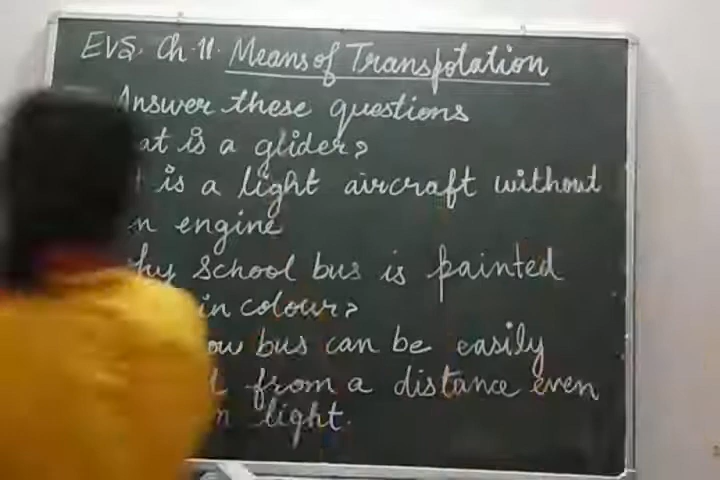 EVS. Ch-11. Means of Transpotation
Answer these questions
at is a glider?
is a light aircraft without
n engine
hy school bus is painted
in colour?
ow bus can be easily
from a distance even
n light.